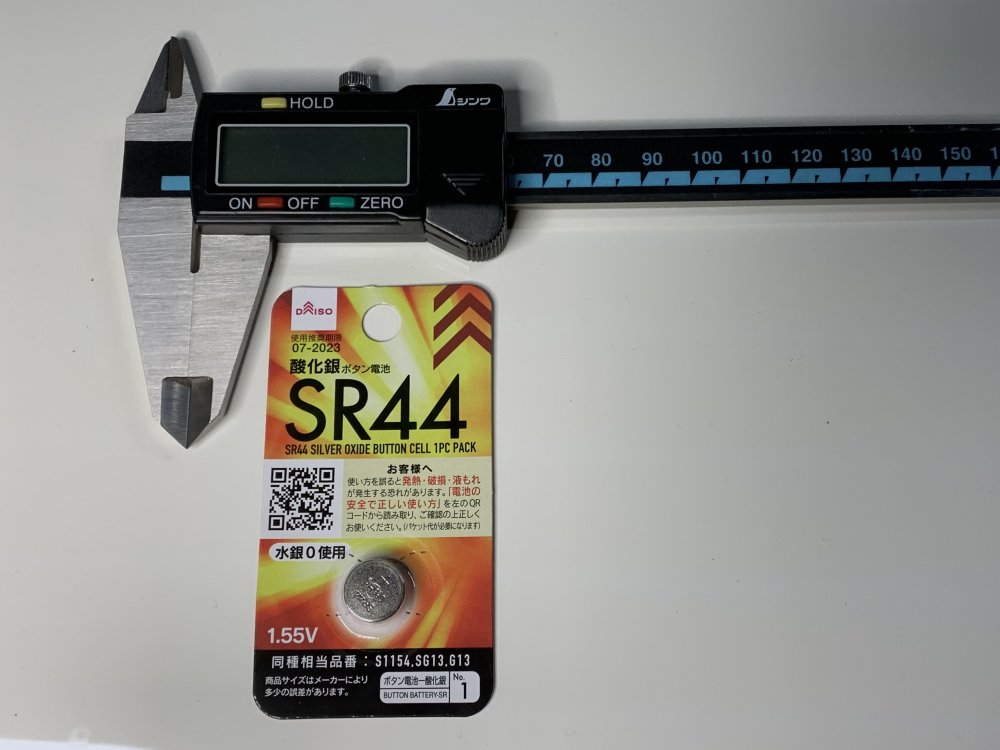 HOLD
シンワ
ON OFF ZERO
70 80 90 100 110 120 130 140 150
DAISO
使用推奨期限
07-2023
酸化銀ボタン電池
SR44
SR44 SILVER OXIDE BUTTON CELL 1PC PACK
お客様へ
使い方を誤ると発熱・破損・液もれ
が発生する恐れがあります。「電池の
安全で正しい使い方」を左のQR
コードから読み取り、ご確認の上正しく
お使いください。(パケット代が必要になります)
水銀0使用
1.55V
同種相当品番：S1154,SG13,G13
商品サイズはメーカーにより
多少の誤差があります。
ボタン電池ー酸化銀
BUTTON BATTERY-SR
No.
1